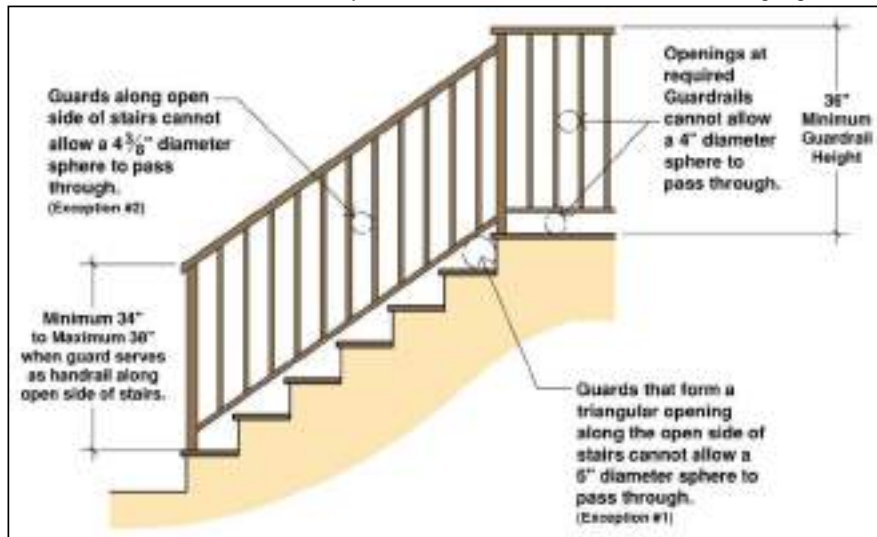 Guards along open
side of stairs cannot
allow a 4 3/8" diameter
sphere to pass
through.
(Exception #2)
Openings at
required
Guardrails
cannot allow
a 4" diameter
sphere to
pass through.
36"
Minimum
Guardrail
Height
Minimum 34"
to Maximum 38"
when guard serves
as handrail along
open side of stairs.
Guards that form a
triangular opening
along the open side of
stairs cannot allow a
6" diameter sphere to
pass through.
(Exception #1)